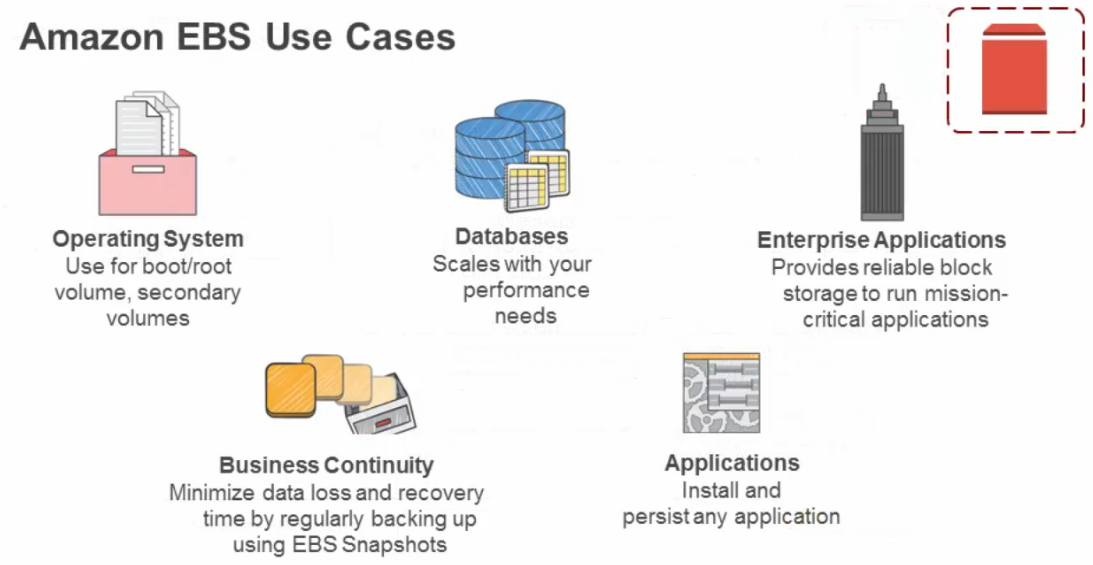 Amazon EBS Use Cases
Operating System
Use for boot/root
volume, secondary
volumes
Databases
Scales with your
performance
needs
Enterprise Applications
Provides reliable block
storage to run mission-
critical applications
Business Continuity
Minimize data loss and recovery
time by regularly backing up
using EBS Snapshots
Applications
Install and
persist any application